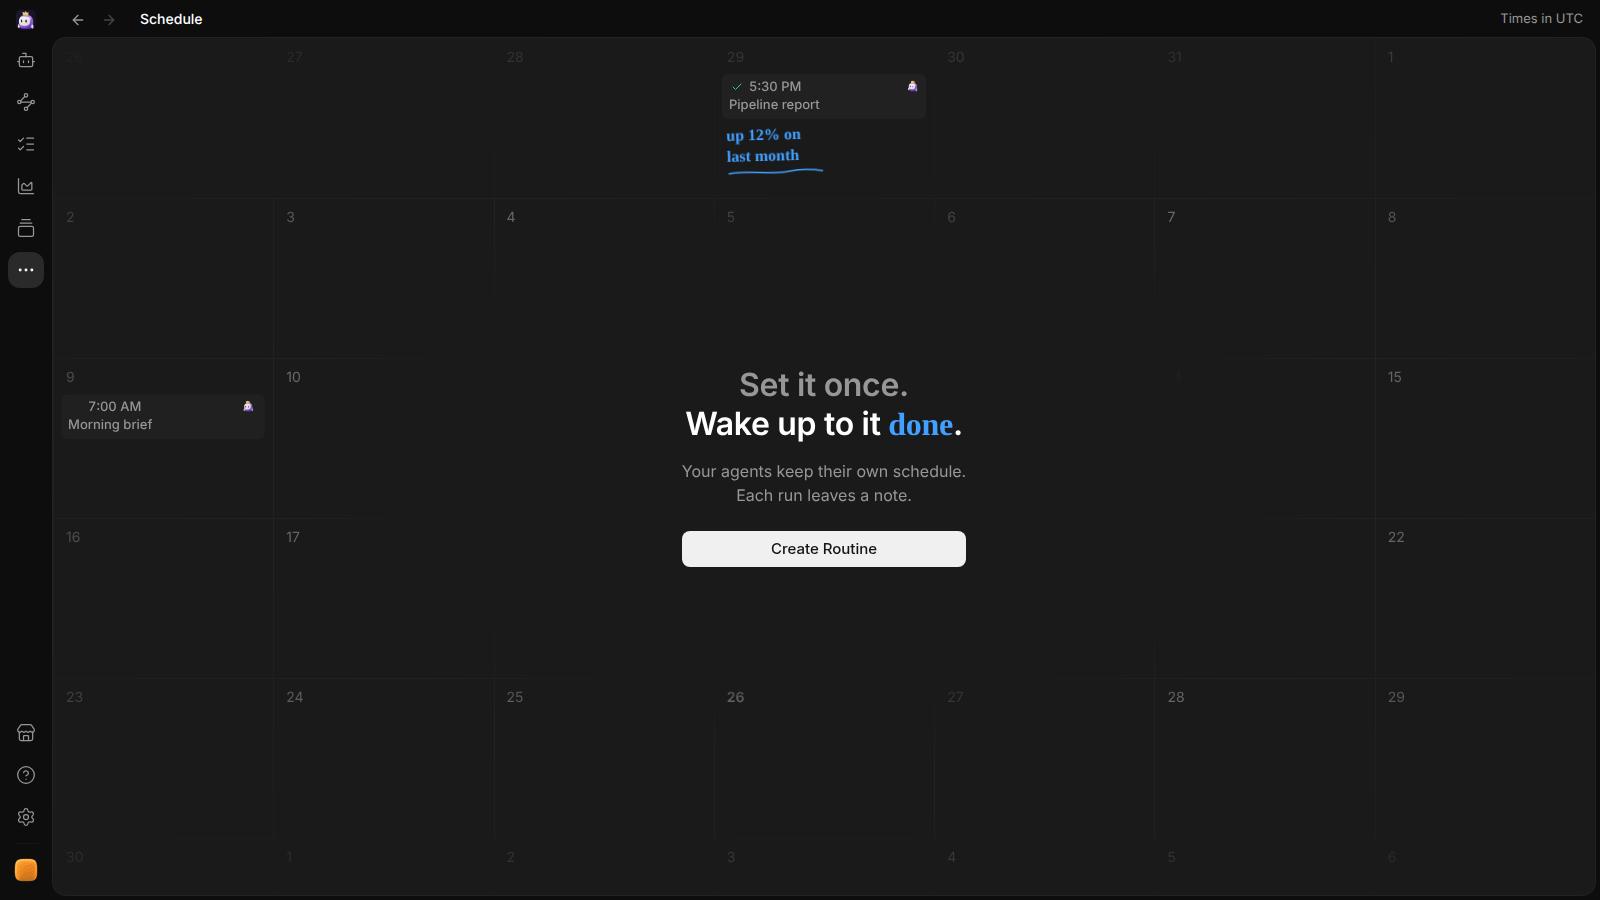 Schedule
Times in UTC
26 27 28 29 30 31 1
5:30 PM
Pipeline report
up 12% on
last month
2 3 4 5 6 7 8
9 10 15
7:00 AM
Morning brief
Set it once.
Wake up to it done.
Your agents keep their own schedule.
Each run leaves a note.
16 17 22
Create Routine
23 24 25 26 27 28 29
30 1 2 3 4 5 6